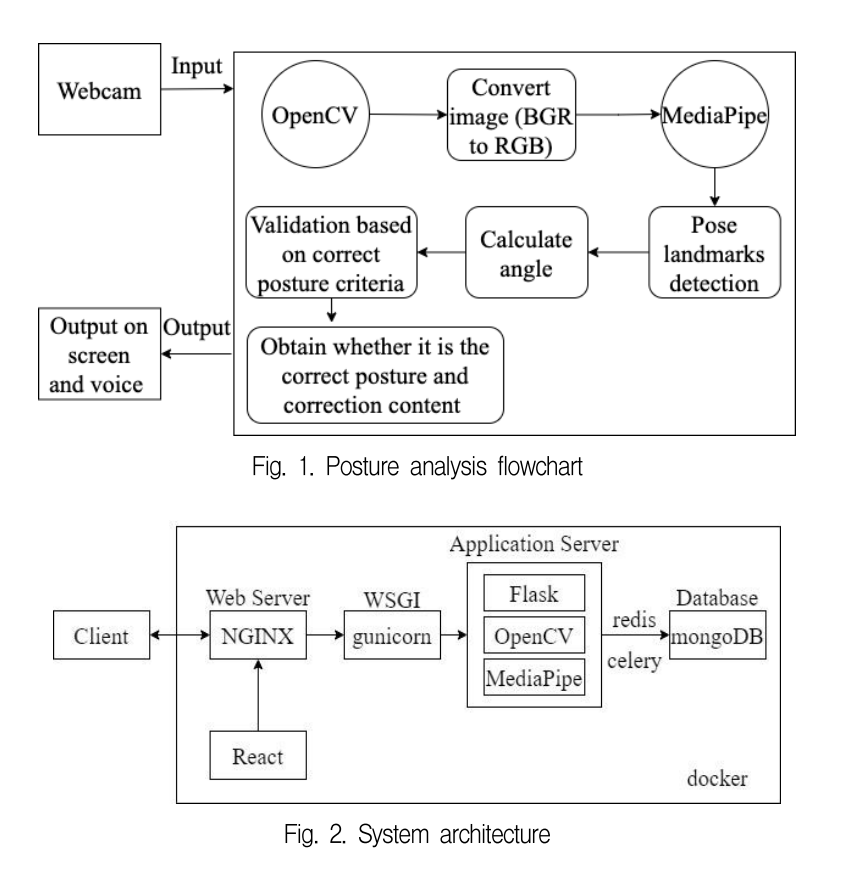 Webcam
Input
OpenCV
Convert
image (BGR
to RGB)
MediaPipe
Validation based
on correct
posture criteria
Calculate
angle
Pose
landmarks
detection
Output on
screen
and voice
Output
Obtain whether it is the
correct posture and
correction content
Fig. 1. Posture analysis flowchart
Application Server
Web Server
WSGI
Flask
Database
Client
NGINX
gunicorn
OpenCV
redis
mongoDB
celery
MediaPipe
React
docker
Fig. 2. System architecture